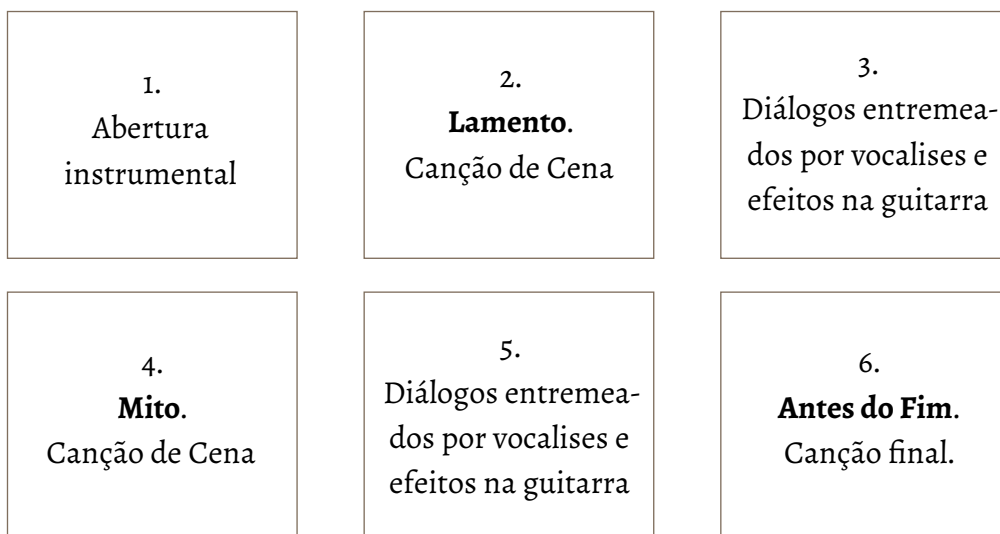 1.
Abertura
instrumental
2.
Lamento.
Canção de Cena
3.
Diálogos entremea-
dos por vocalises e
efeitos na guitarra
4.
Mito.
Canção de Cena
5.
Diálogos entremea-
dos por vocalises e
efeitos na guitarra
6.
Antes do Fim.
Canção final.